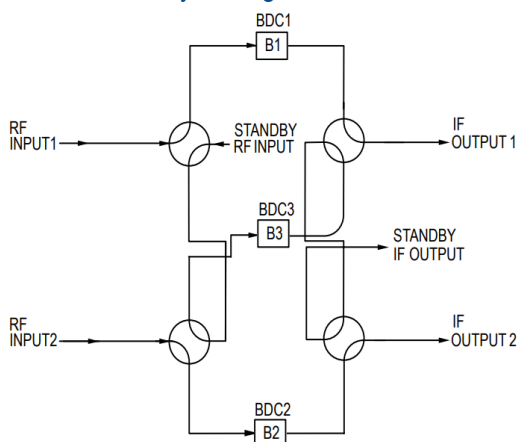 BDC1
B1
RF
INPUT1
STANDBY
RF INPUT
IF
OUTPUT 1
BDC3
B3
STANDBY
IF OUTPUT
RF
INPUT2
IF
OUTPUT 2
BDC2
B2